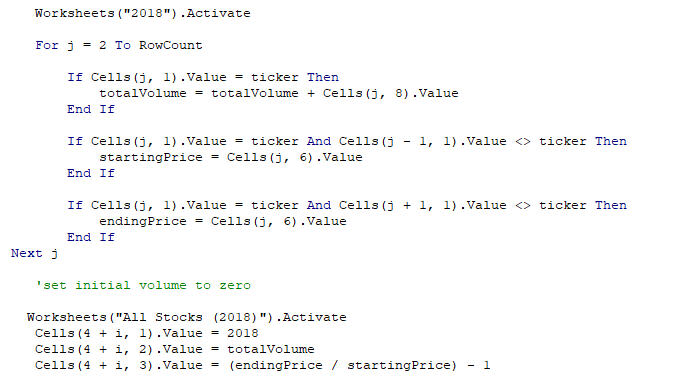 Worksheets("2018").Activate
For j = 2 To RowCount
If Cells(j, 1).Value = ticker Then
totalVolume = totalVolume + Cells(j, 8).Value
End If
If Cells(j, 1).Value = ticker And Cells(j - 1, 1).Value <> ticker Then
startingPrice = Cells(j, 6).Value
End If
If Cells(j, 1).Value = ticker And Cells(j + 1, 1).Value <> ticker Then
endingPrice = Cells(j, 6).Value
End If
Next j
'set initial volume to zero
Worksheets("All Stocks (2018)").Activate
Cells(4 + i, 1).Value = 2018
Cells(4 + i, 2).Value = totalVolume
Cells(4 + i, 3).Value = (endingPrice / startingPrice) - 1